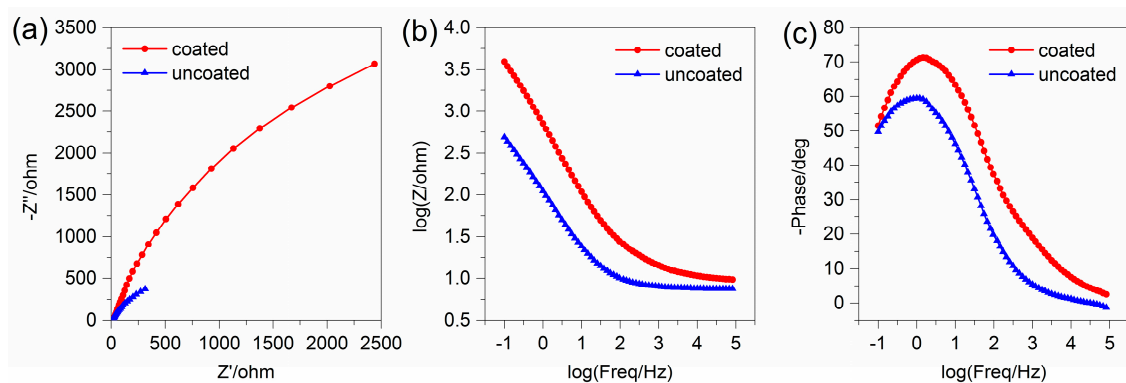 (a)
coated
uncoated
-Z''/ohm
3500
3000
2500
2000
1500
1000
500
0
0 500 1000 1500 2000 2500
Z'/ohm
(b)
coated
uncoated
log(Z/ohm)
4.0
3.5
3.0
2.5
2.0
1.5
1.0
0.5
-1 0 1 2 3 4 5
log(Freq/Hz)
(c)
coated
uncoated
-Phase/deg
80
70
60
50
40
30
20
10
0
-1 0 1 2 3 4 5
log(Freq/Hz)